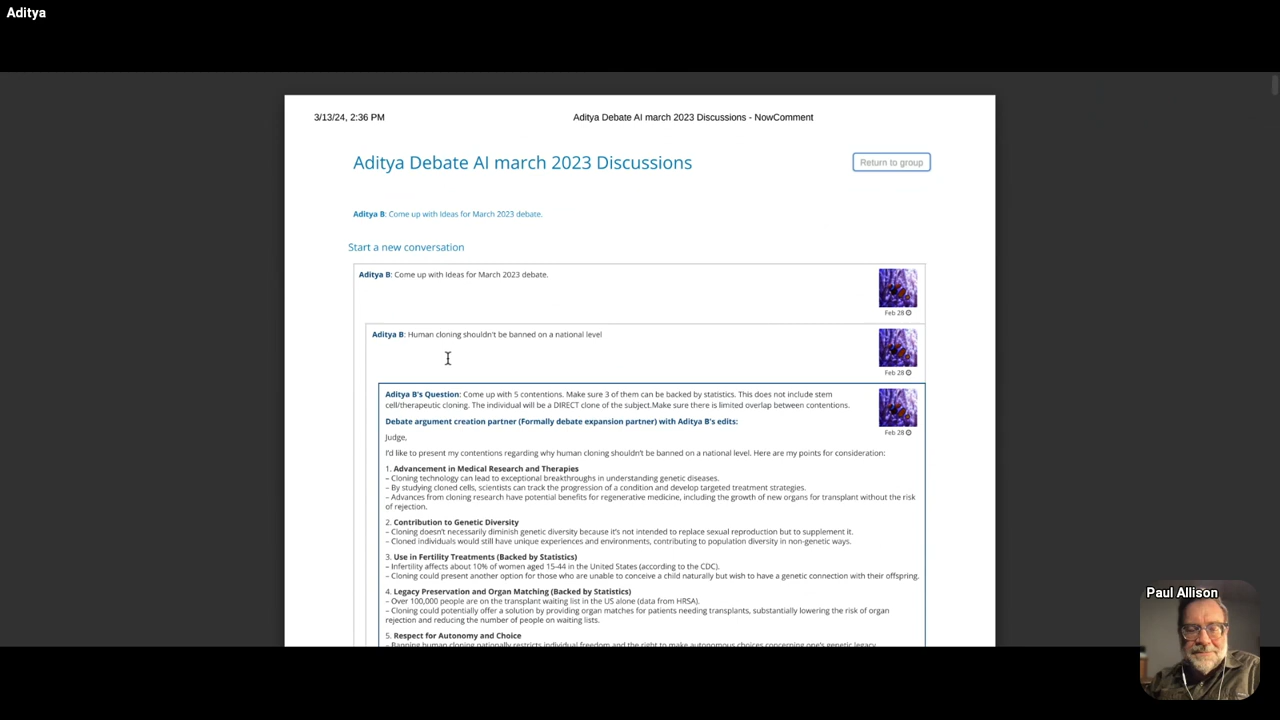 Aditya
3/13/24, 2:36 PM
Aditya Debate AI march 2023 Discussions - NowComment
Aditya Debate AI march 2023 Discussions
Return to group
Aditya B: Come up with Ideas for March 2023 debate.
Start a new conversation
Aditya B: Come up with Ideas for March 2023 debate.
Feb 28
Aditya B: Human cloning shouldn't be banned on a national level
Feb 28
Aditya B's Question: Come up with 5 contentions. Make sure 3 of them can be backed by statistics. This does not include stem
cell/therapeutic cloning. The individual will be a DIRECT clone of the subject.Make sure there is limited overlap between contentions.
Feb 28
Debate argument creation partner (Formally debate expansion partner) with Aditya B's edits:
Judge,
I'd like to present my contentions regarding why human cloning shouldn't be banned on a national level. Here are my points for consideration:
1. Advancement in Medical Research and Therapies
– Cloning technology can lead to exceptional breakthroughs in understanding genetic diseases.
– By studying cloned cells, scientists can track the progression of a condition and develop targeted treatment strategies.
– Advances from cloning research have potential benefits for regenerative medicine, including the growth of new organs for transplant without the risk
of rejection.
2. Contribution to Genetic Diversity
– Cloning doesn't necessarily diminish genetic diversity because it's not intended to replace sexual reproduction but to supplement it.
– Cloned individuals would still have unique experiences and environments, contributing to population diversity in non-genetic ways.
3. Use in Fertility Treatments (Backed by Statistics)
– Infertility affects about 10% of women aged 15-44 in the United States (according to the CDC).
– Cloning could present another option for those who are unable to conceive a child naturally but wish to have a genetic connection with their offspring.
4. Legacy Preservation and Organ Matching (Backed by Statistics)
– Over 100,000 people are on the transplant waiting list in the US alone (data from HRSA).
– Cloning could potentially offer a solution by providing organ matches for patients needing transplants, substantially lowering the risk of organ
rejection and reducing the number of people on waiting lists.
5. Respect for Autonomy and Choice
– Banning human cloning nationally restricts individual freedom and the right to make autonomous choices concerning one's genetic legacy.
Paul Allison